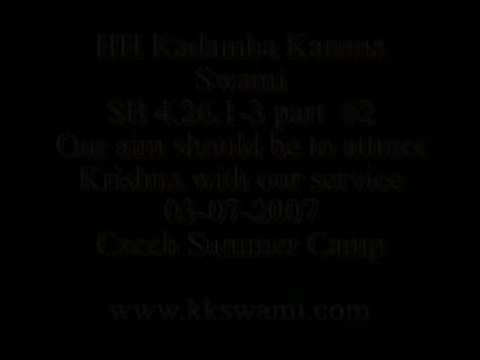 HH Kadamba Kanana
Swami
SB 4.26.1-3 part #2
Our aim should be to attract
Krishna with our service
03-07-2007
Czech Summer Camp
www.kkswami.com